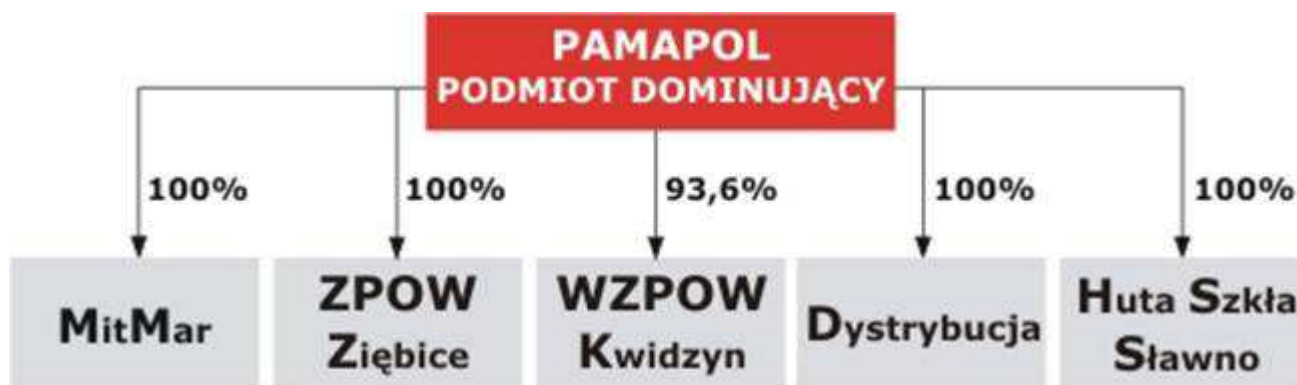 PAMAPOL
PODMIOT DOMINUJĄCY
100%
100%
93,6%
100%
100%
MitMar
ZPOW
Ziębice
WZPOW
Kwidzyn
Dystrybucja
Huta Szkła
Sławno